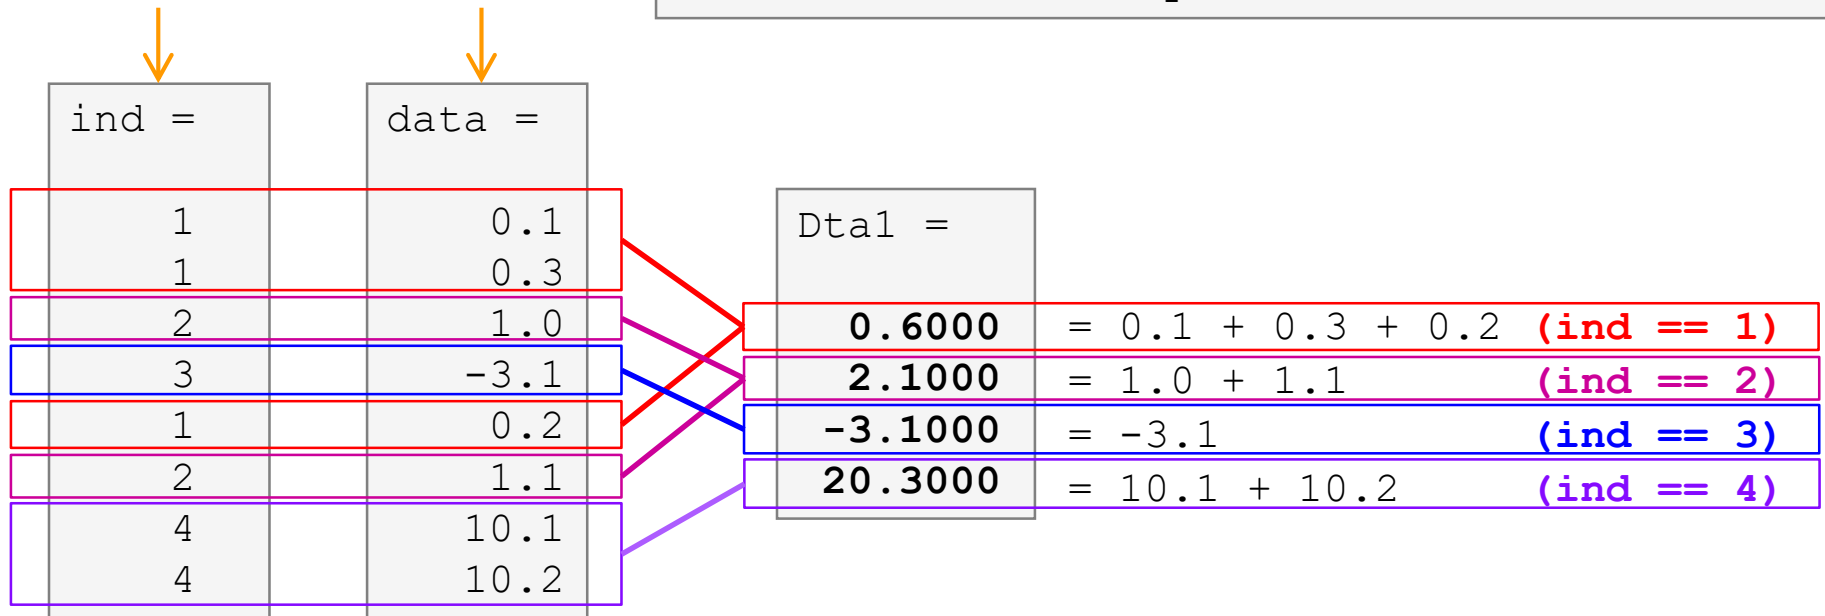 ind = data =
1 0.1 Dta1 =
1 0.3
2 1.0 0.6000 = 0.1 + 0.3 + 0.2 (ind == 1)
3 -3.1 2.1000 = 1.0 + 1.1 (ind == 2)
1 0.2 -3.1000 = -3.1 (ind == 3)
2 1.1 20.3000 = 10.1 + 10.2 (ind == 4)
4 10.1
4 10.2